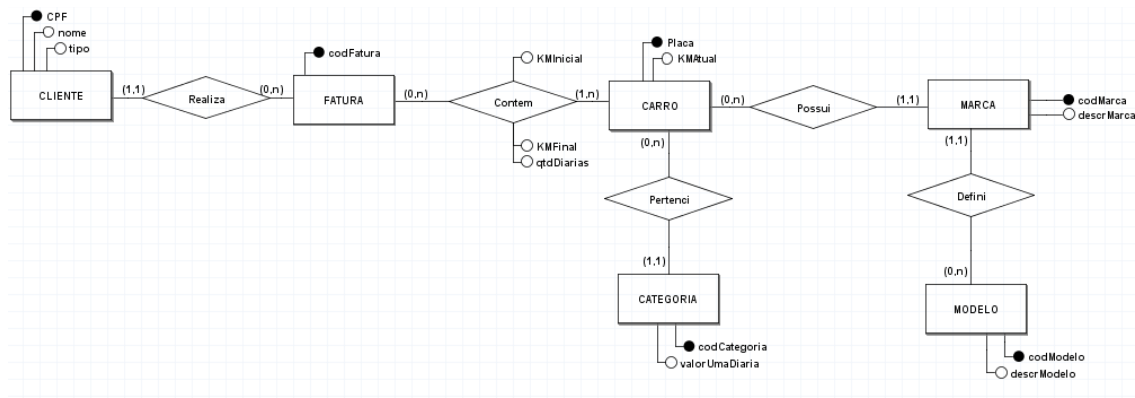 CPF
nome
tipo
CLIENTE
(1,1)
Realiza
(0,n)
codFatura
FATURA
(0,n)
KMInicial
Contem
KMFinal
qtdDiarias
(1,n)
Placa
KMAtual
CARRO
(0,n)
Possui
(1,1)
MARCA
codMarca
descrMarca
(0,n)
Pertenci
(1,1)
CATEGORIA
codCategoria
valorUmaDiaria
(1,1)
Defini
(0,n)
MODELO
codModelo
descrModelo